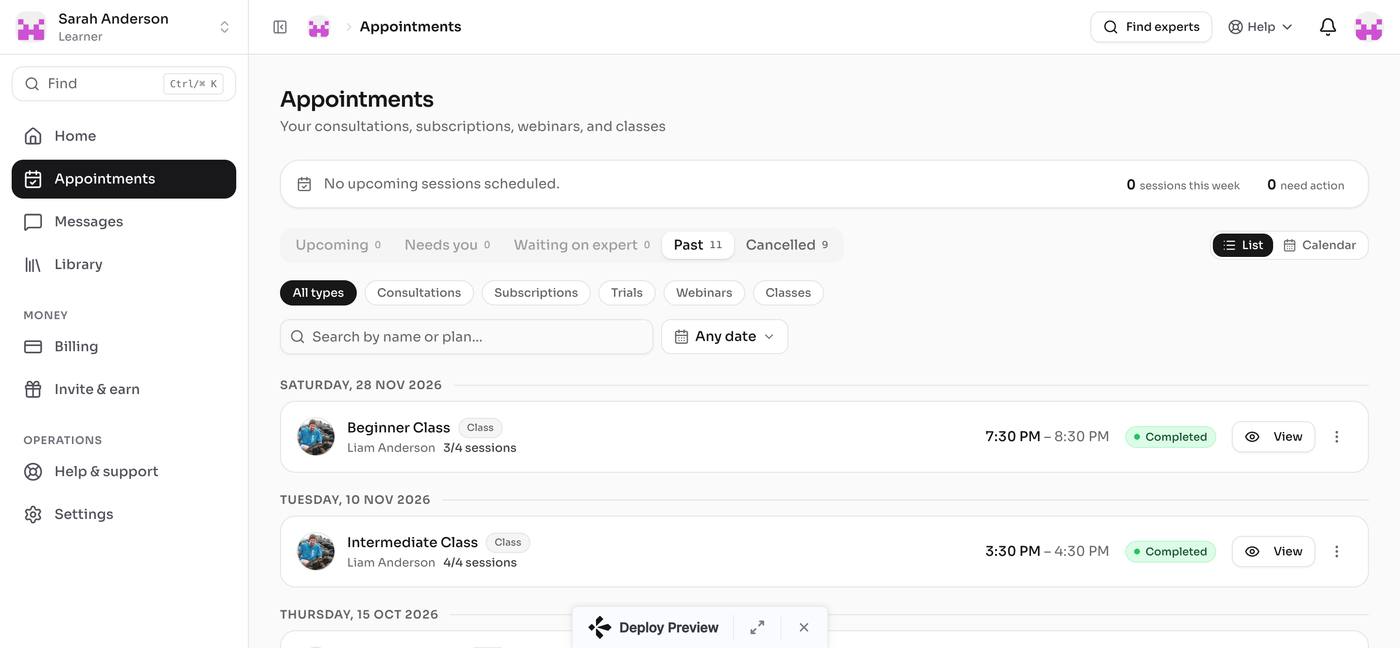 Sarah Anderson
Learner
Find
Ctrl/⌘ K
Home
Appointments
Messages
Library
MONEY
Billing
Invite & earn
OPERATIONS
Help & support
Settings
Appointments
Find experts
Help
Appointments
Your consultations, subscriptions, webinars, and classes
No upcoming sessions scheduled.
0 sessions this week
0 need action
Upcoming 0
Needs you 0
Waiting on expert 0
Past 11
Cancelled 9
List
Calendar
All types
Consultations
Subscriptions
Trials
Webinars
Classes
Search by name or plan...
Any date
SATURDAY, 28 NOV 2026
Beginner Class
Class
Liam Anderson 3/4 sessions
7:30 PM – 8:30 PM
Completed
View
TUESDAY, 10 NOV 2026
Intermediate Class
Class
Liam Anderson 4/4 sessions
3:30 PM – 4:30 PM
Completed
View
THURSDAY, 15 OCT 2026
Deploy Preview